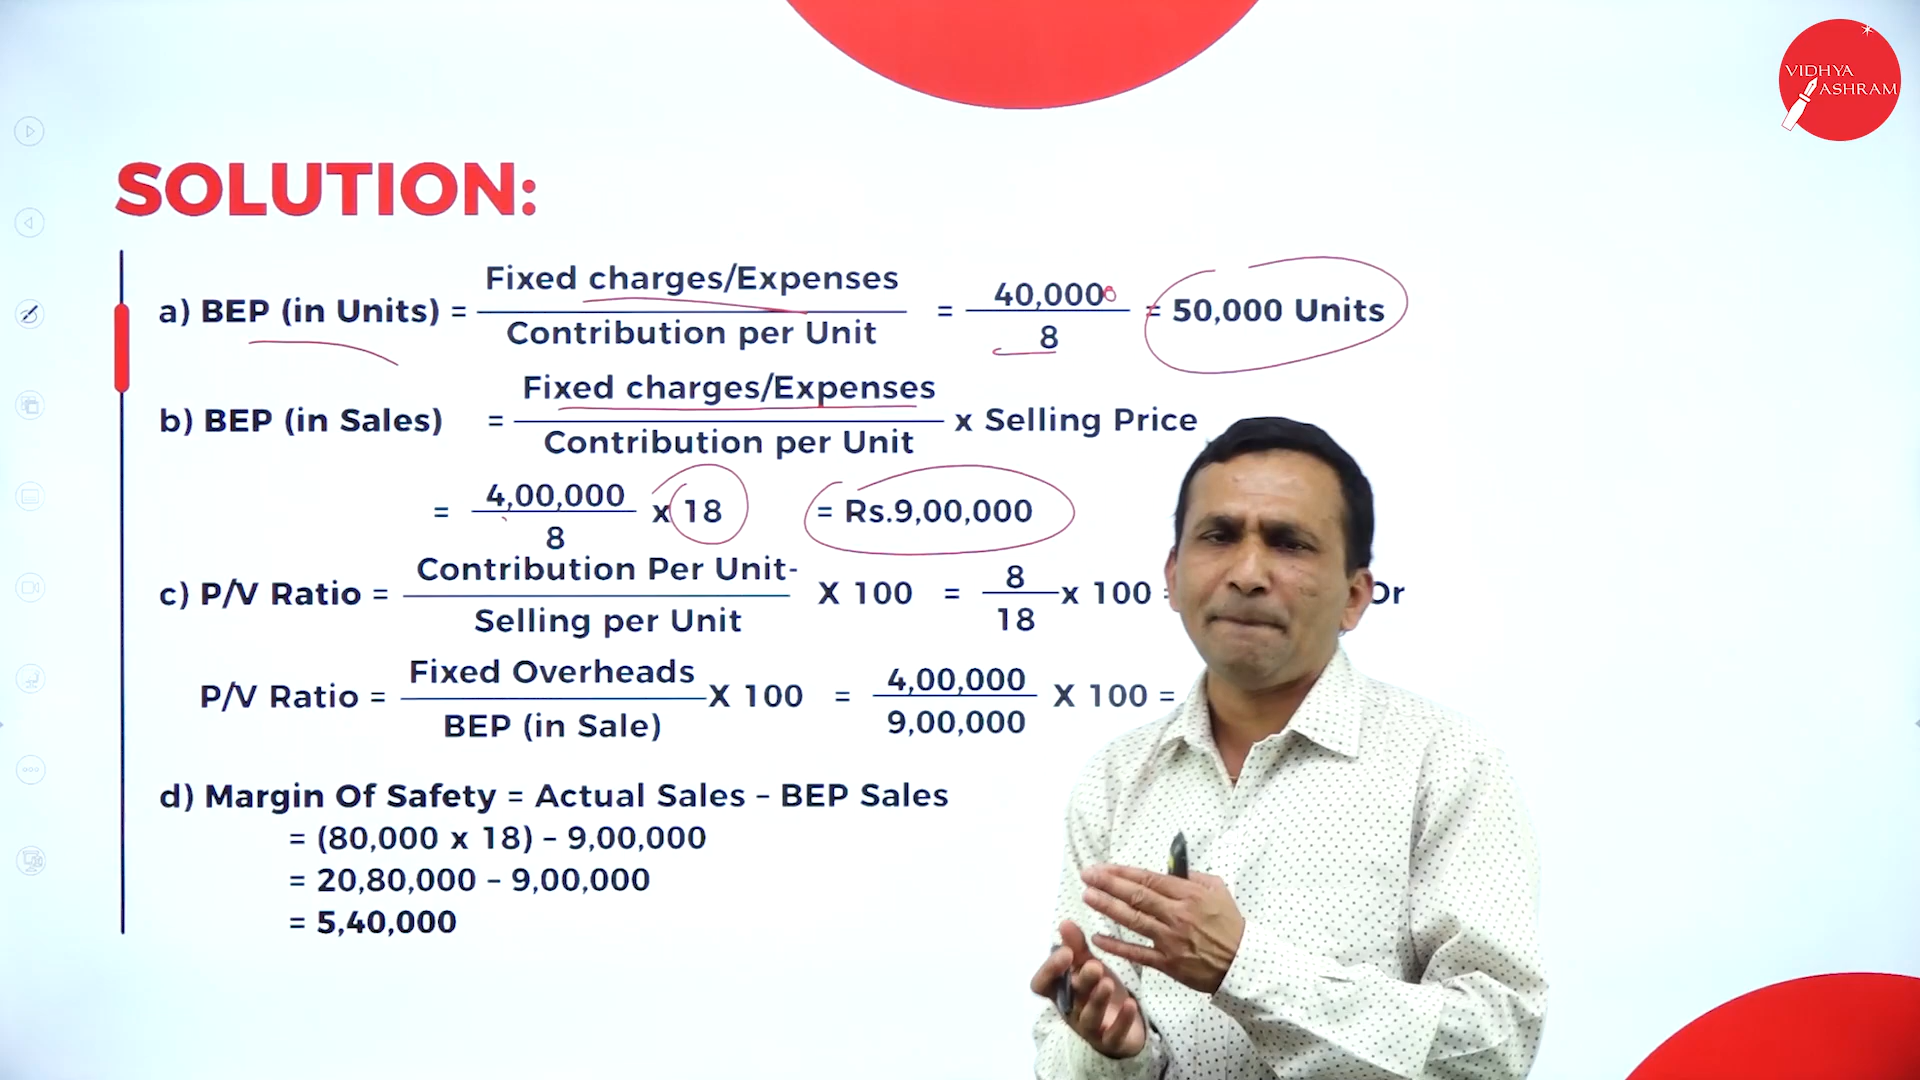 VIDHYA
ASHRAM
SOLUTION:
a) BEP (in Units) = Fixed charges/Expenses / Contribution per Unit = 40,0000 / 8 = 50,000 Units
b) BEP (in Sales) = Fixed charges/Expenses / Contribution per Unit x Selling Price
= 4,00,000 / 8 x 18 = Rs.9,00,000
c) P/V Ratio = Contribution Per Unit- / Selling per Unit X 100 = 8 / 18 x 100 = Or
P/V Ratio = Fixed Overheads / BEP (in Sale) X 100 = 4,00,000 / 9,00,000 X 100 =
d) Margin Of Safety = Actual Sales – BEP Sales
= (80,000 x 18) – 9,00,000
= 20,80,000 – 9,00,000
= 5,40,000